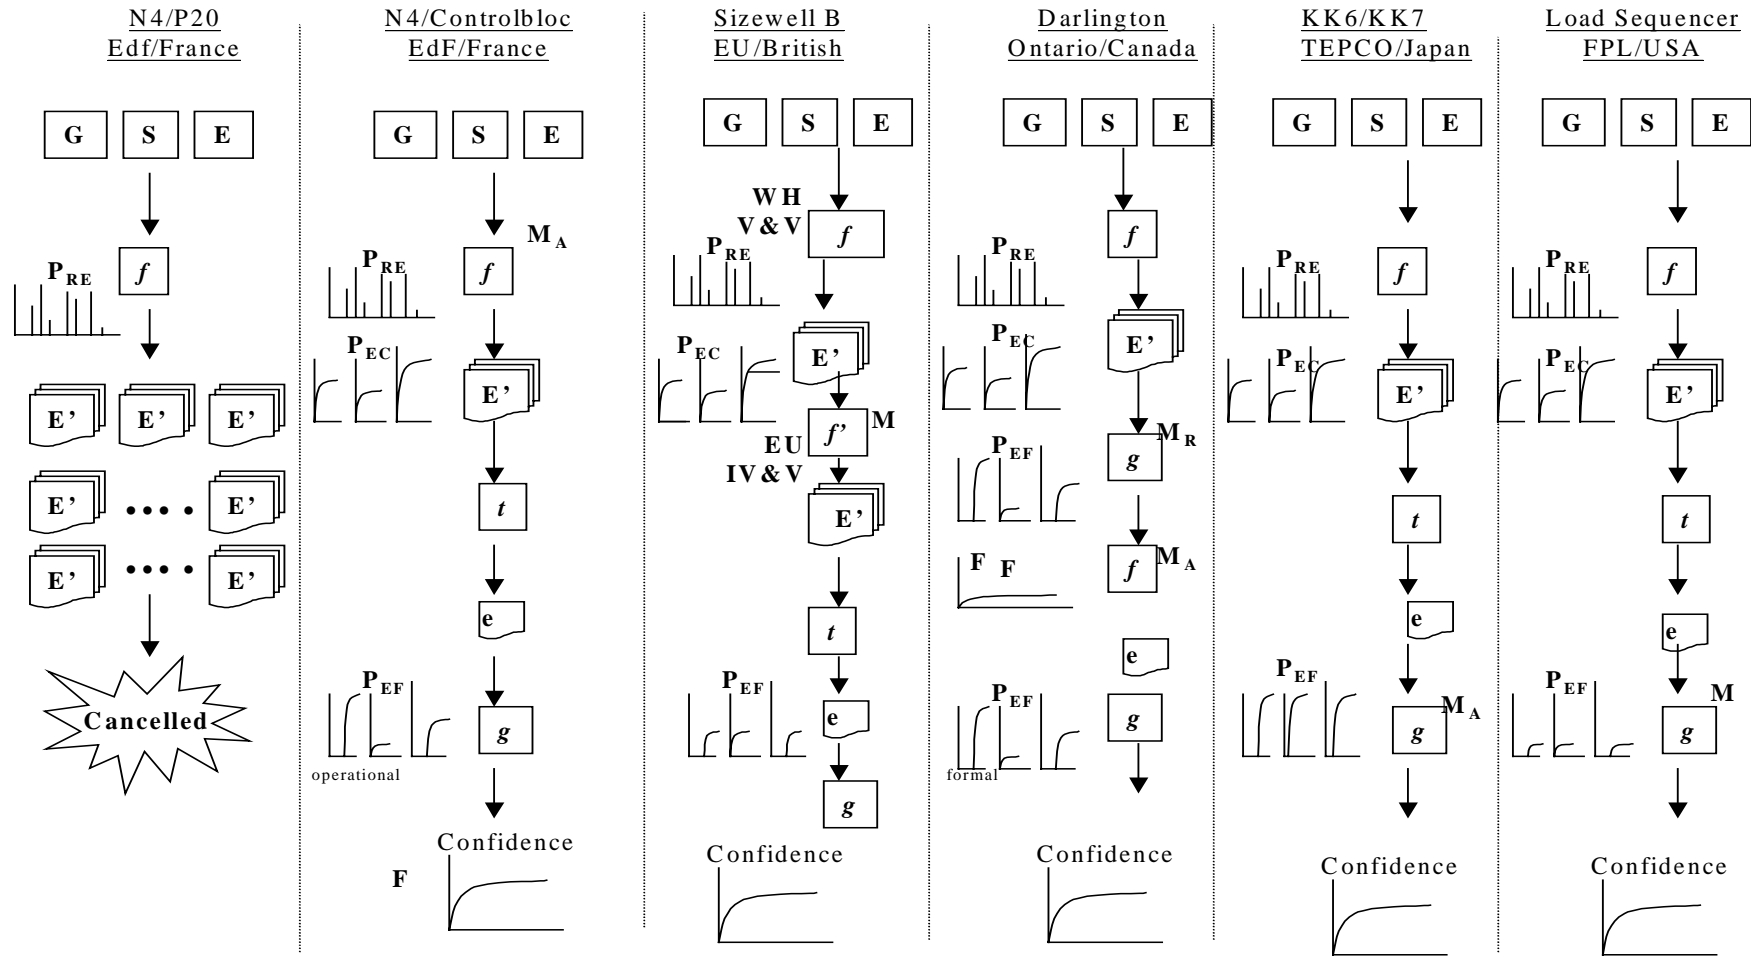 N4/P20
Edf/France
G S E
P RE
f
E’ E’ E’
E’ •••• E’
E’ •••• E’
Cancelled
N4/Controlbloc
EdF/France
G S E
M A
P RE
f
P EC
E’
t
e
P EF
g
operational
Confidence
F
Sizewell B
EU/British
G S E
WH
V&V
f
P RE
P EC
E’
f’ M
EU
IV&V
E’
t
P EF
e
g
Confidence
Darlington
Ontario/Canada
G S E
f
P RE
P EC
E’
M R
P EF
g
F F
f M A
e
P EF
g
formal
Confidence
KK6/KK7
TEPCO/Japan
G S E
P RE
f
P EC
E’
t
e
P EF
M A
g
Confidence
Load Sequencer
FPL/USA
G S E
P RE
f
P EC
E’
t
e
P EF
M
g
Confidence